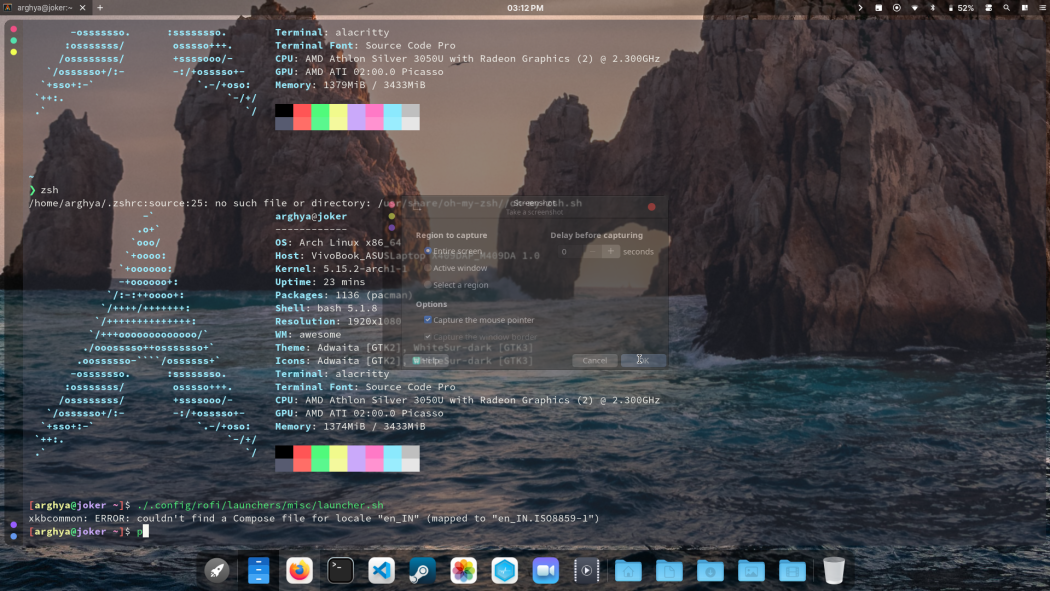 arghya@joker:~
03:12 PM
52%
-osssssso. :sssssssso. Terminal: alacritty
:osssssss/ osssso+++. Terminal Font: Source Code Pro
/ossssssss/ +ssssooo/- CPU: AMD Athlon Silver 3050U with Radeon Graphics (2) @ 2.300GHz
`/ossssso+/:- -:/+osssso+- GPU: AMD ATI 02:00.0 Picasso
`+sso+:-` `.-/+oso: Memory: 1379MiB / 3433MiB
`++:. `-/+/
.` `/
~
❯ zsh
/home/arghya/.zshrc:source:25: no such file or directory: /usr/share/oh-my-zsh//
-` arghya@joker
.o+` ------------
`ooo/ OS: Arch Linux x86_64
`+oooo: Host: VivoBook_ASUSLaptop
`+oooooo: Kernel: 5.15.2-arch1-1
-+oooooo+: Uptime: 23 mins
`/:-:++oooo+: Packages: 1136 (pacman)
`/++++/+++++++: Shell: bash 5.1.8
`/++++++++++++++: Resolution: 1920x1080
`/+++ooooooooooooo/` WM: awesome
./ooosssso++osssssso+` Theme: Adwaita [GTK2], WhiteSur-dark [GTK3]
.oossssso-````/ossssss+` Icons: Adwaita [GTK2], WhiteSur-dark [GTK3]
-osssssso. :ssssssso. Terminal: alacritty
:osssssss/ osssso+++. Terminal Font: Source Code Pro
/ossssssss/ +ssssooo/- CPU: AMD Athlon Silver 3050U with Radeon Graphics (2) @ 2.300GHz
`/ossssso+/:- -:/+osssso+- GPU: AMD ATI 02:00.0 Picasso
`+sso+:-` `.-/+oso: Memory: 1374MiB / 3433MiB
`++:. `-/+/
.` `/
[arghya@joker ~]$ ./.config/rofi/launchers/misc/launcher.sh
xkbcommon: ERROR: couldn't find a Compose file for locale "en_IN" (mapped to "en_IN.ISO8859-1")
[arghya@joker ~]$ p
Screenshot
Take a screenshot
Region to capture
Entire screen
Active window
Select a region
Options
Capture the mouse pointer
Capture the window border
Delay before capturing
0 - + seconds
Help
Cancel